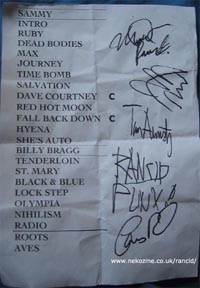 SAMMY
INTRO
RUBY
DEAD BODIES
MAX
JOURNEY
TIME BOMB
SALVATION
DAVE COURTNEY C
RED HOT MOON
FALL BACK DOWN C
HYENA
SHE'S AUTO
BILLY BRAGG
TENDERLOIN
ST. MARY
BLACK & BLUE
LOCK STEP
OLYMPIA
NIHILISM
RADIO
ROOTS
AVES
Tim
RANCID
PUNX
www.nekozine.co.uk/rancid/